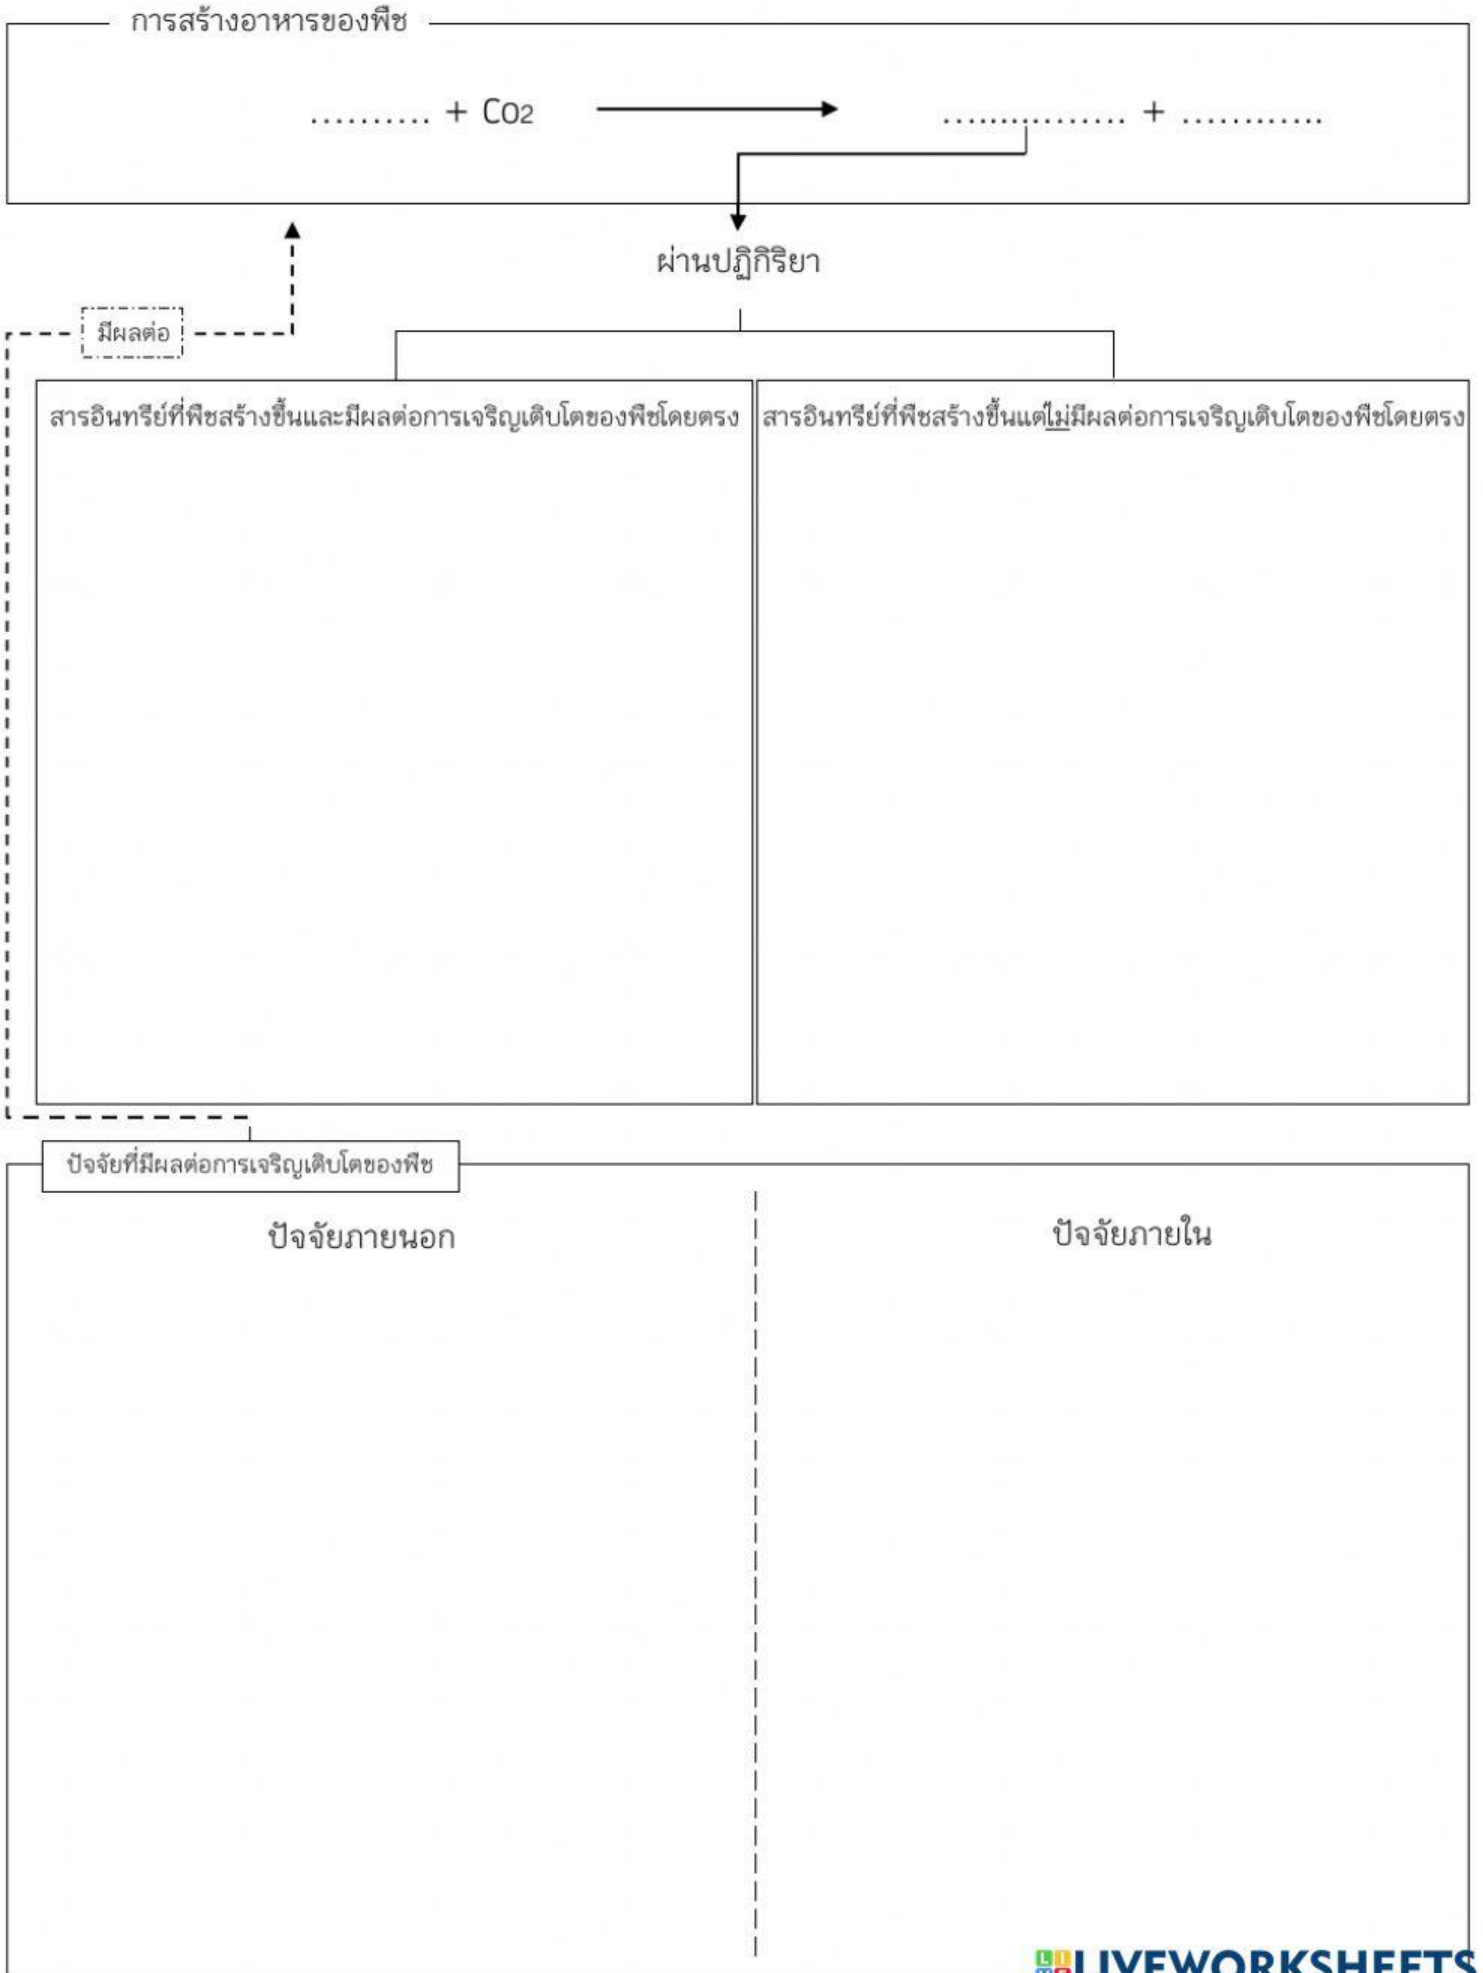 การสร้างอาหารของพืช
.......... + Co2 .................. + ............
ผ่านปฏิกิริยา
มีผลต่อ
สารอินทรีย์ที่พืชสร้างขึ้นและมีผลต่อการเจริญเติบโตของพืชโดยตรง
สารอินทรีย์ที่พืชสร้างขึ้นแต่ไม่มีผลต่อการเจริญเติบโตของพืชโดยตรง
ปัจจัยที่มีผลต่อการเจริญเติบโตของพืช
ปัจจัยภายนอก
ปัจจัยภายใน
LIVEWORKSHEETS